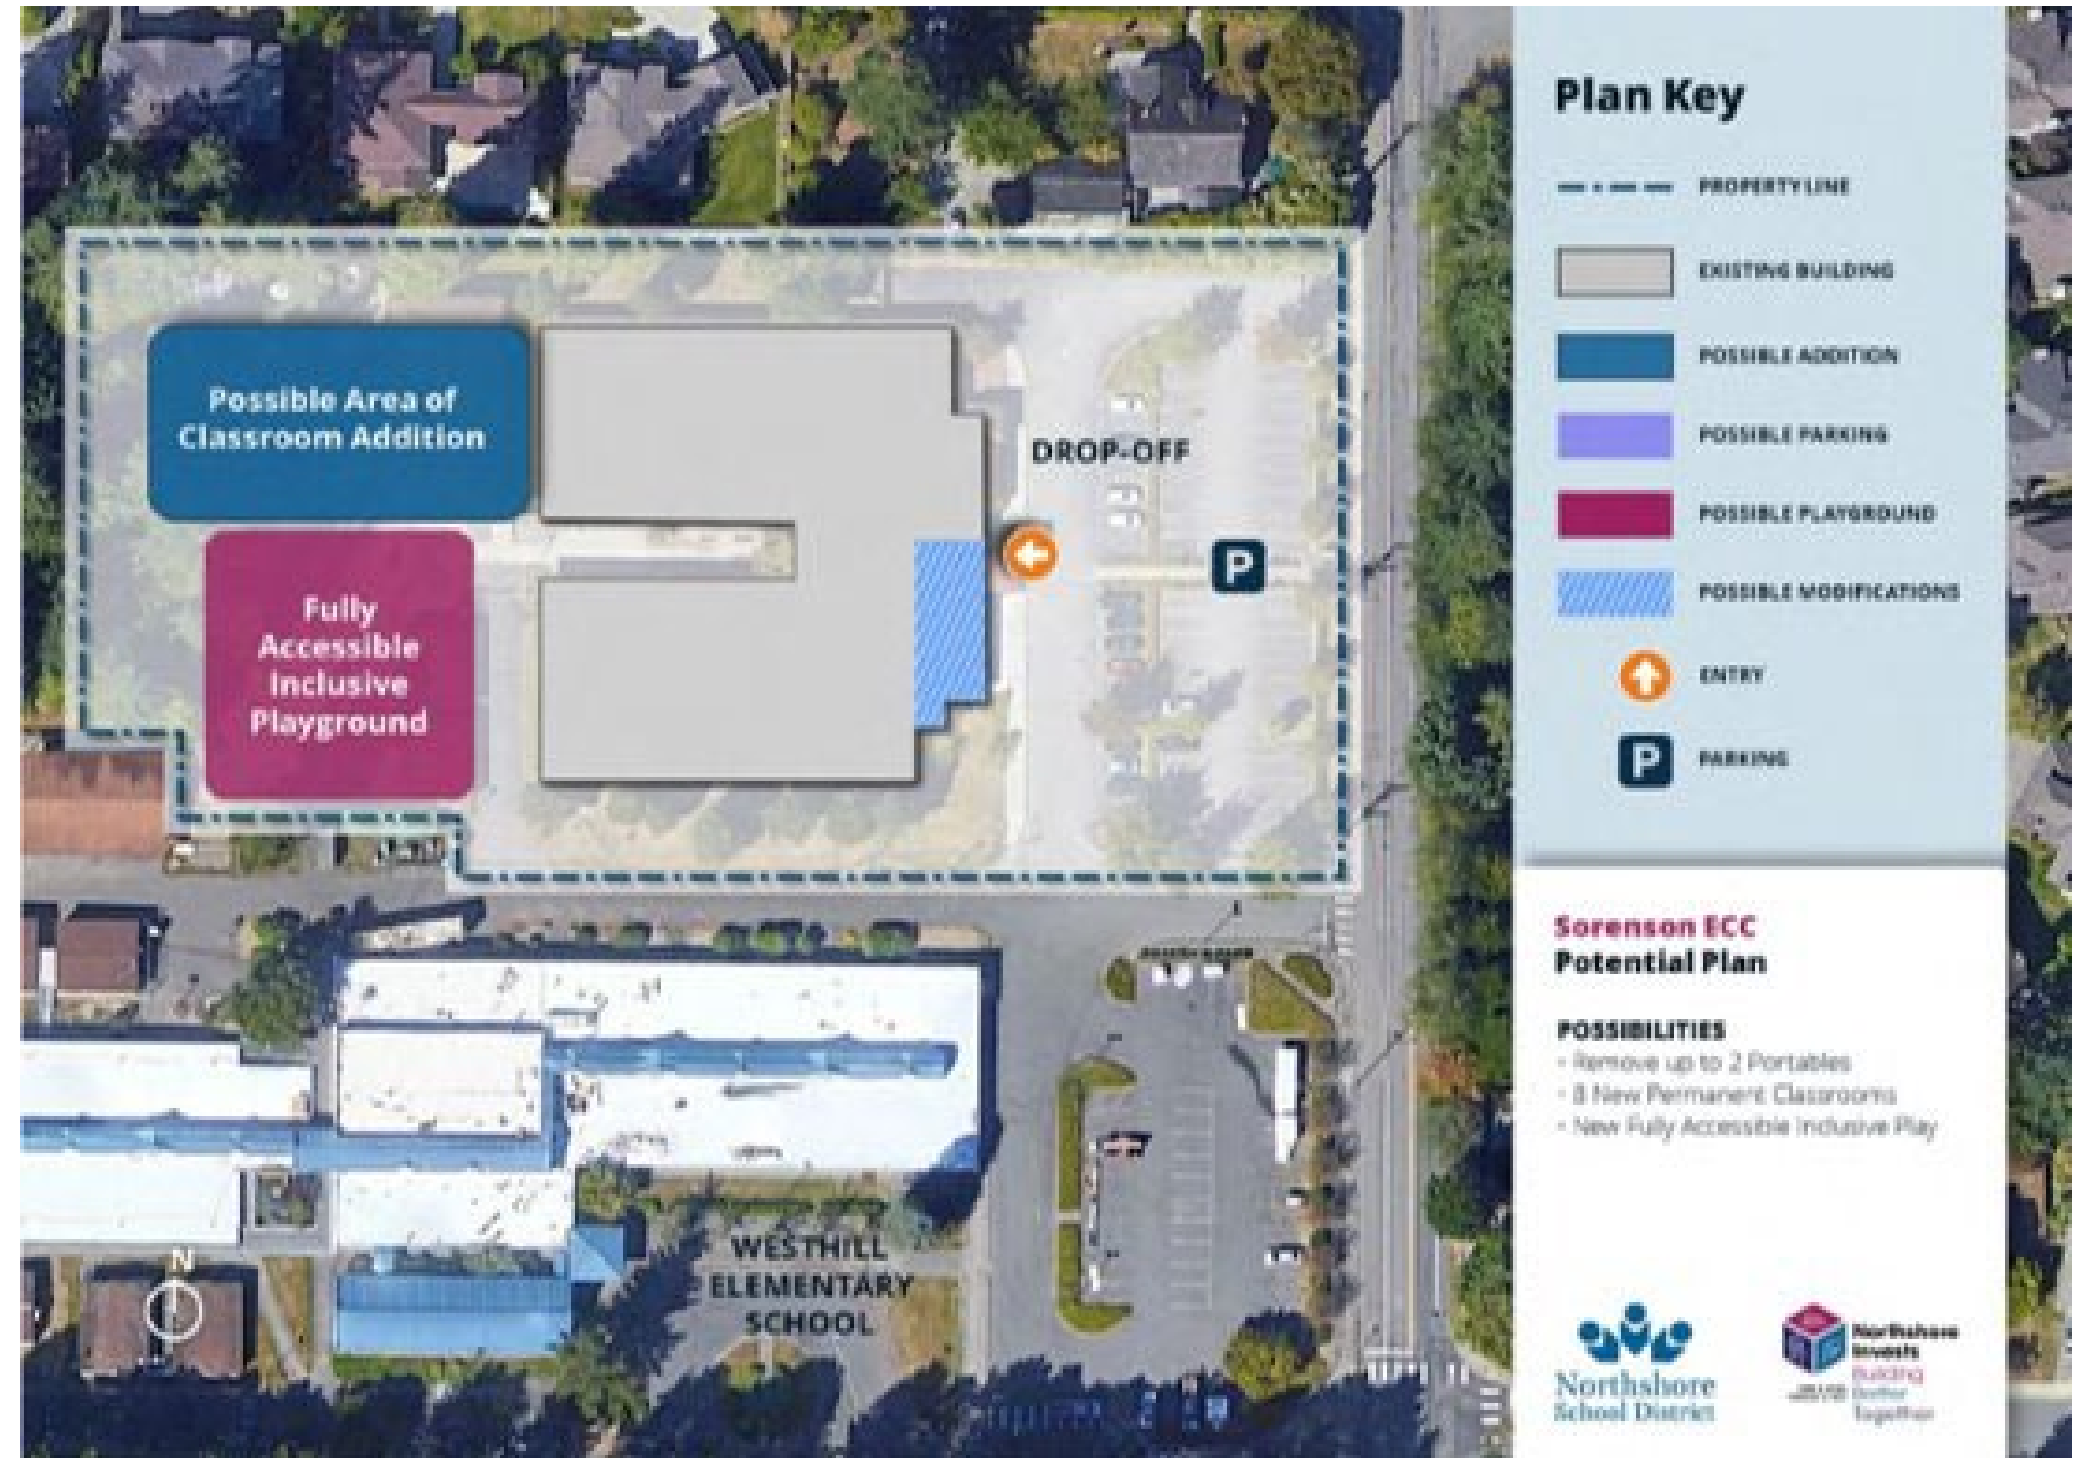 Possible Area of
Classroom Addition
Fully
Accessible
Inclusive
Playground
DROP-OFF
P
WESTHILL
ELEMENTARY
SCHOOL
N
Plan Key
PROPERTY LINE
EXISTING BUILDING
POSSIBLE ADDITION
POSSIBLE PARKING
POSSIBLE PLAYGROUND
POSSIBLE MODIFICATIONS
ENTRY
P
PARKING
Sorenson ECC
Potential Plan
POSSIBILITIES
• Remove up to 2 Portables
• 8 New Permanent Classrooms
• New Fully Accessible Inclusive Play
Northshore
School District
Northshore
Invests
Building
Better
Together